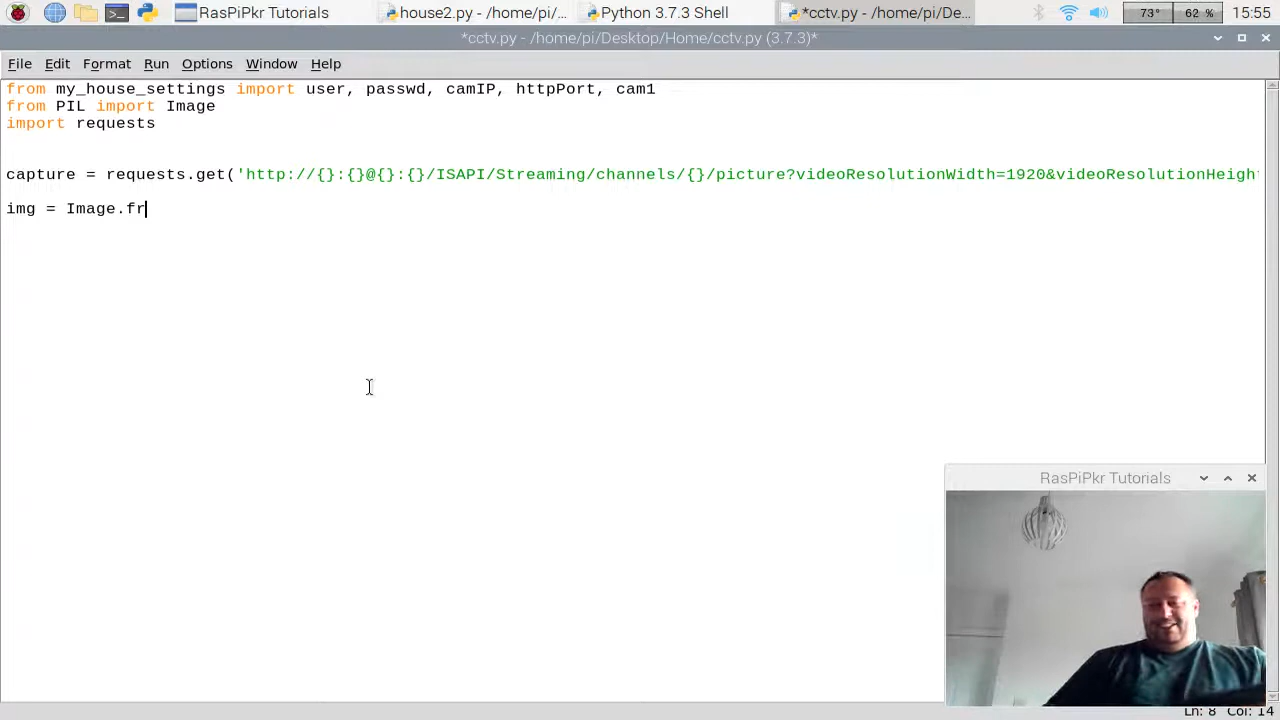 RasPiPkr Tutorials
house2.py - /home/pi/...
Python 3.7.3 Shell
*cctv.py - /home/pi/De...
73°
62 %
15:55
*cctv.py - /home/pi/Desktop/Home/cctv.py (3.7.3)*
File Edit Format Run Options Window Help
from my_house_settings import user, passwd, camIP, httpPort, cam1
from PIL import Image
import requests
capture = requests.get('http://{}:{}@{}:{}/ISAPI/Streaming/channels/{}/picture?videoResolutionWidth=1920&videoResolutionHeight
img = Image.fr
RasPiPkr Tutorials
Ln: 8 Col: 14